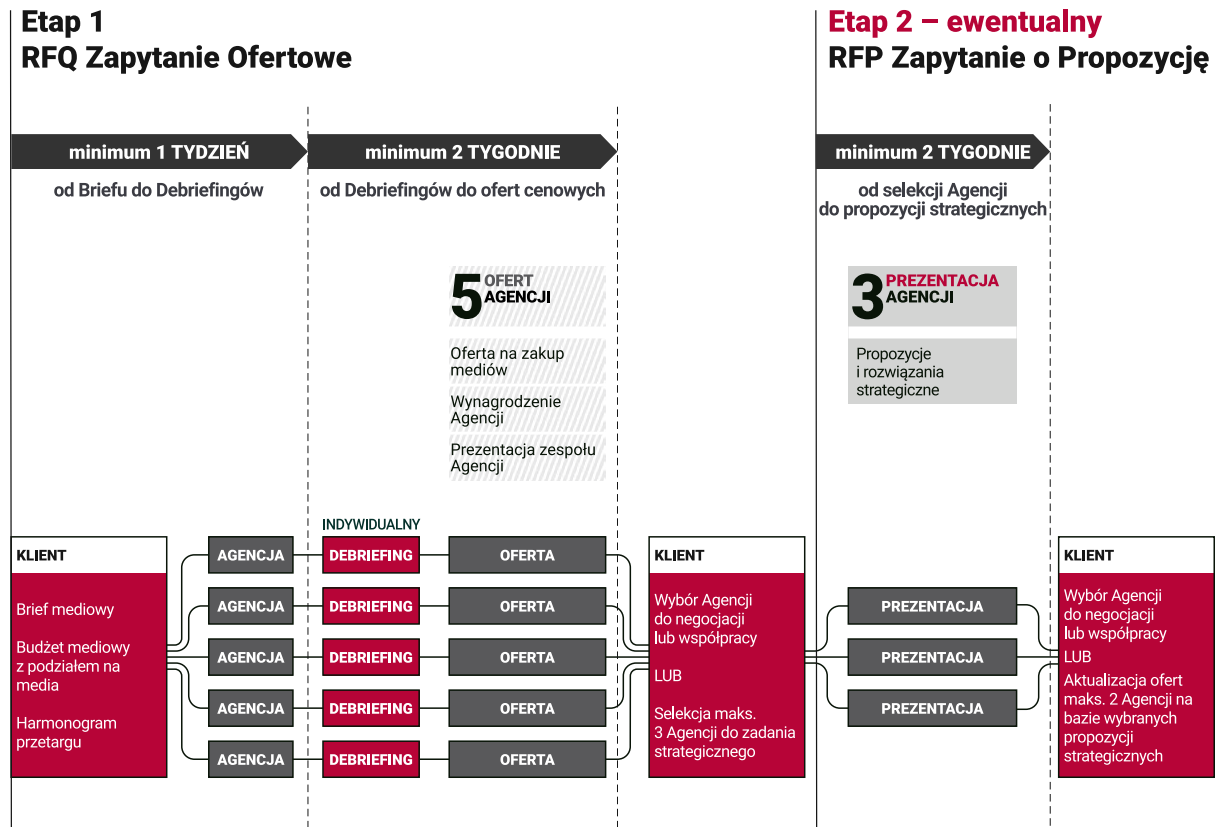 Etap 1
RFQ Zapytanie Ofertowe
Etap 2 – ewentualny
RFP Zapytanie o Propozycję
minimum 1 TYDZIEŃ
od Briefu do Debriefingów
minimum 2 TYGODNIE
od Debriefingów do ofert cenowych
minimum 2 TYGODNIE
od selekcji Agencji
do propozycji strategicznych
5 OFERT
AGENCJI
Oferta na zakup
mediów
Wynagrodzenie
Agencji
Prezentacja zespołu
Agencji
3 PREZENTACJA
AGENCJI
Propozycje
i rozwiązania
strategiczne
KLIENT
Brief mediowy
Budżet mediowy
z podziałem na
media
Harmonogram
przetargu
AGENCJA
AGENCJA
AGENCJA
AGENCJA
AGENCJA
INDYWIDUALNY
DEBRIEFING
DEBRIEFING
DEBRIEFING
DEBRIEFING
DEBRIEFING
OFERTA
OFERTA
OFERTA
OFERTA
OFERTA
KLIENT
Wybór Agencji
do negocjacji
lub współpracy
LUB
Selekcja maks.
3 Agencji do zadania
strategicznego
PREZENTACJA
PREZENTACJA
PREZENTACJA
KLIENT
Wybór Agencji
do negocjacji
lub współpracy
LUB
Aktualizacja ofert
maks. 2 Agencji na
bazie wybranych
propozycji
strategicznych